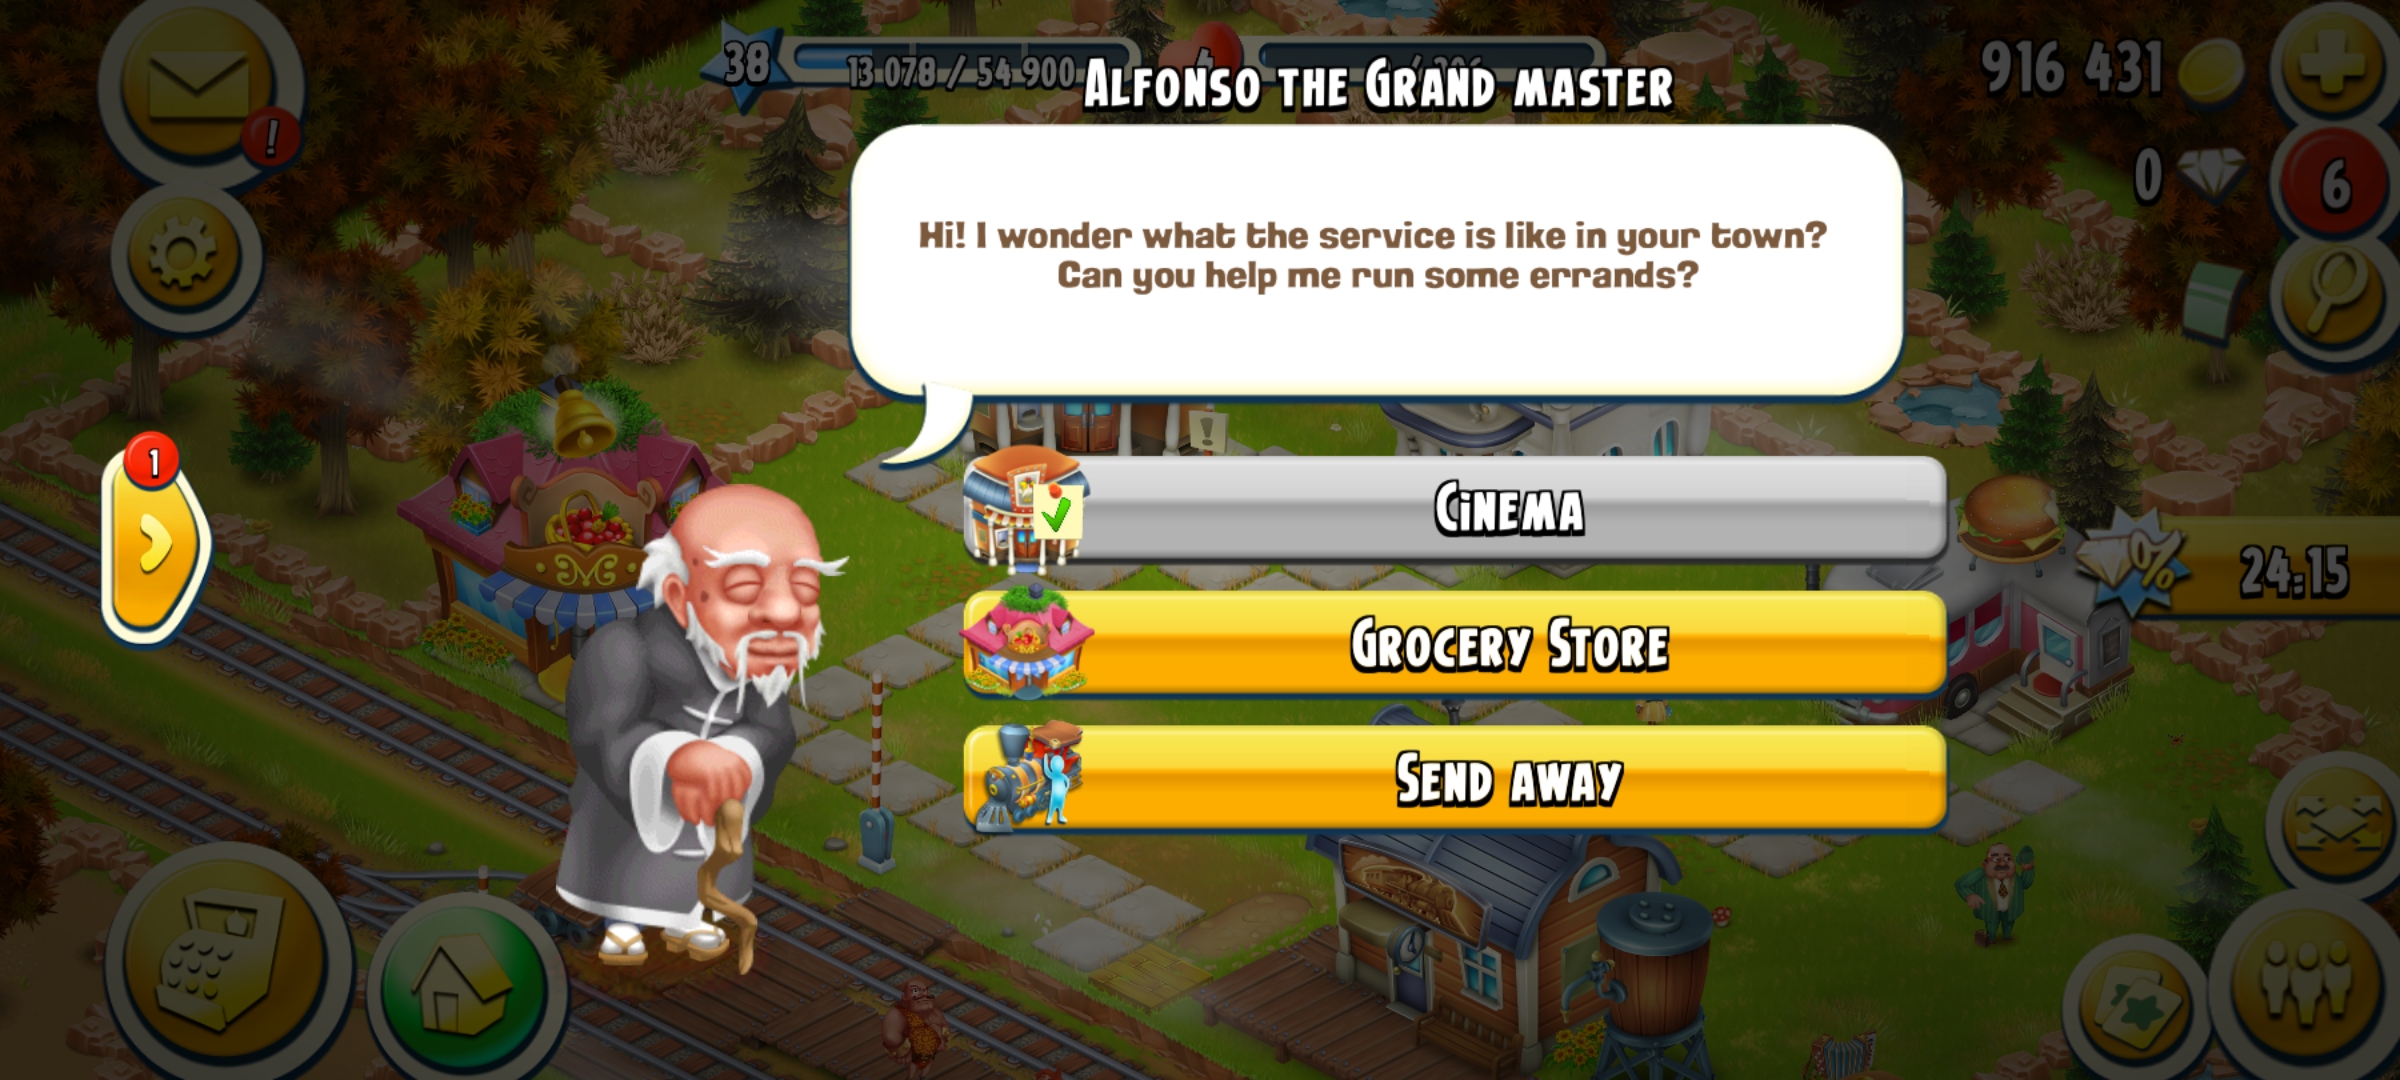 38
13 078 / 54 900
4
916 431
Alfonso the Grand master
!
0
6
Hi! I wonder what the service is like in your town?
Can you help me run some errands?
1
Cinema
%
24:15
Grocery Store
Send away